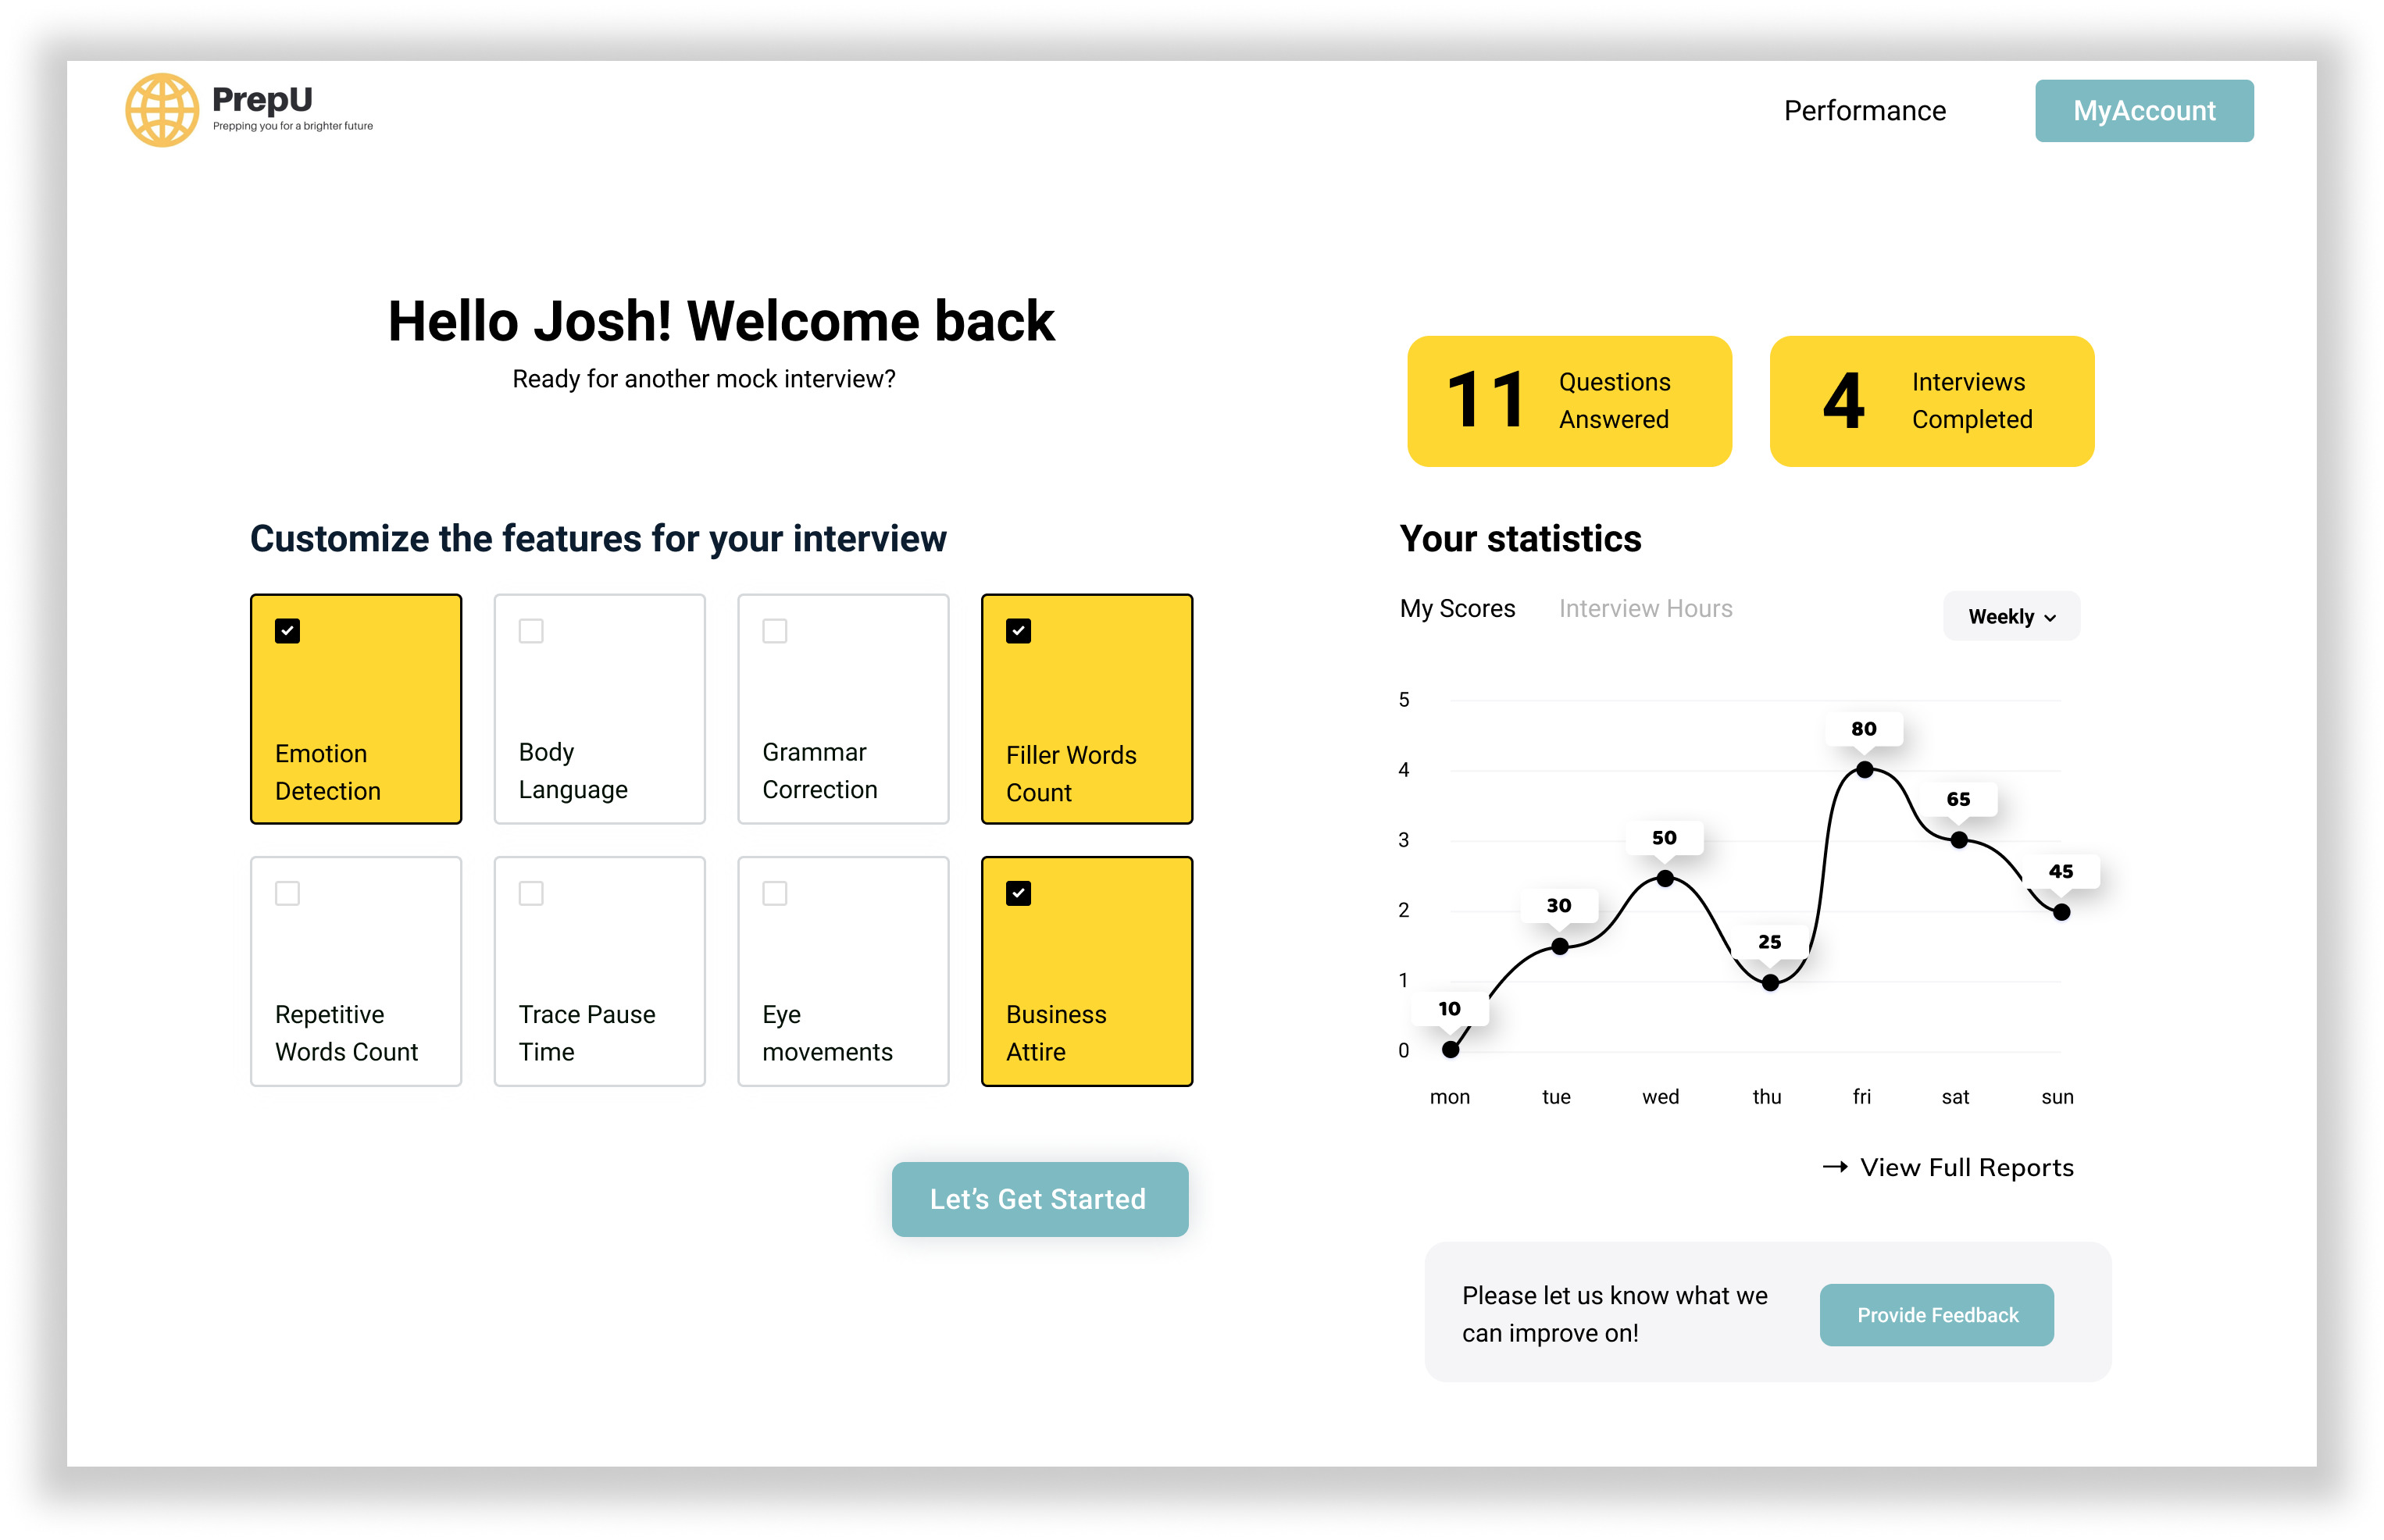 PrepU
Prepping you for a brighter future
Performance
MyAccount
Hello Josh! Welcome back
Ready for another mock interview?
11
Questions
Answered
4
Interviews
Completed
Customize the features for your interview
Emotion
Detection
Body
Language
Grammar
Correction
Filler Words
Count
Repetitive
Words Count
Trace Pause
Time
Eye
movements
Business
Attire
Let’s Get Started
Your statistics
My Scores
Interview Hours
Weekly
5
4
3
2
1
0
10
30
50
25
80
65
45
mon
tue
wed
thu
fri
sat
sun
→ View Full Reports
Please let us know what we
can improve on!
Provide Feedback